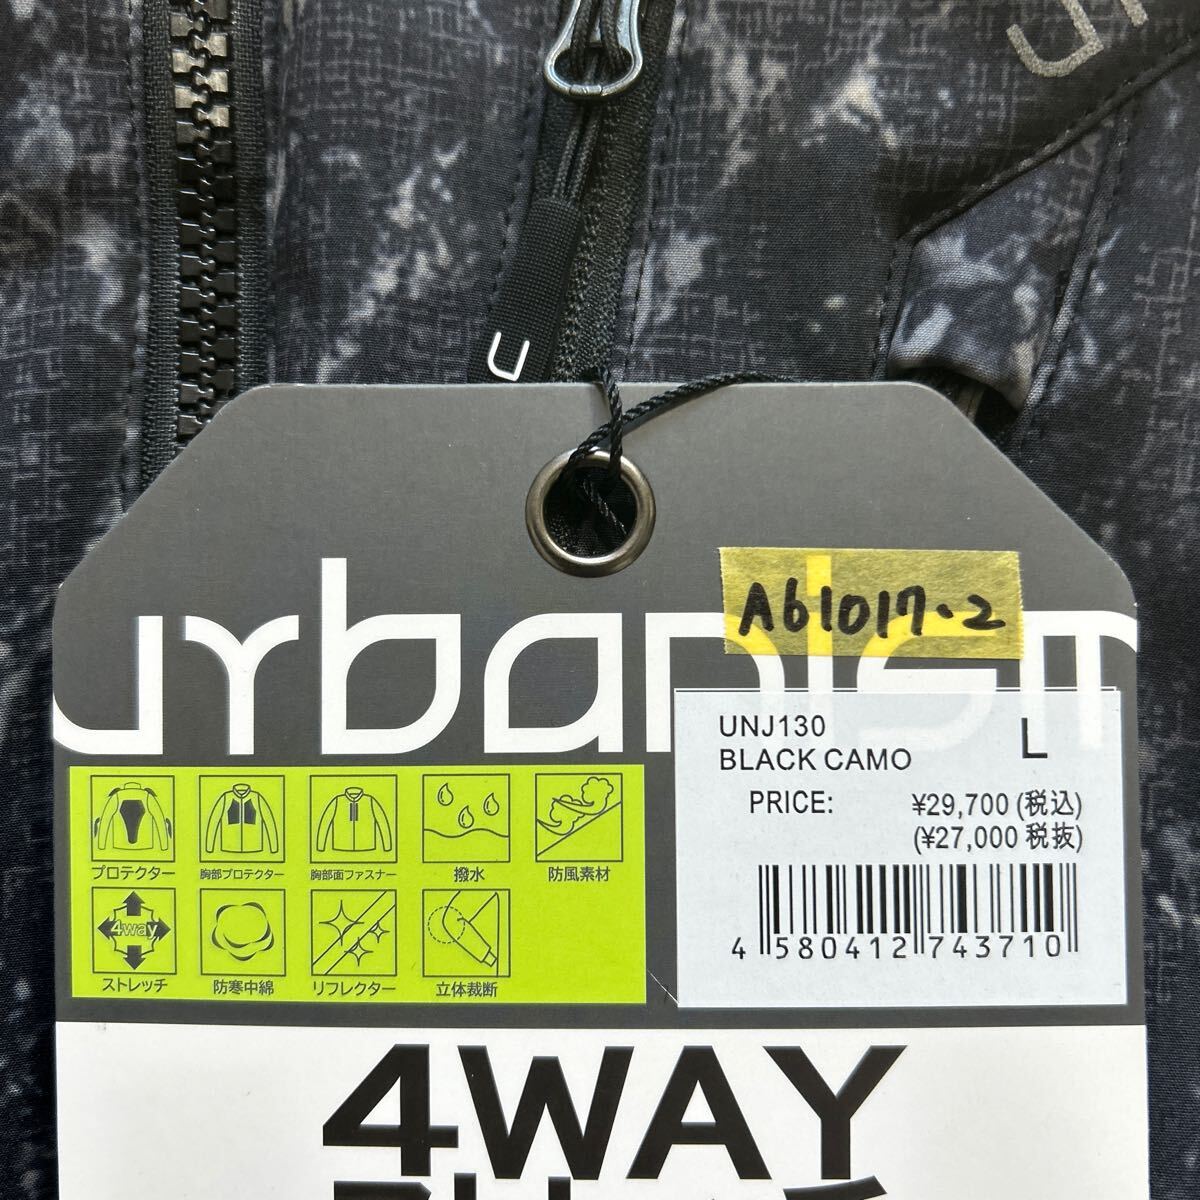 U
A61017.2
urbanism
UNJ130 L
BLACK CAMO
PRICE: ¥29,700 (税込)
(¥27,000 税抜)
4 580412 743710
プロテクター 胸部プロテクター 胸部面ファスナー 撥水 防風素材
4way
ストレッチ 防寒中綿 リフレクター 立体裁断
4WAY